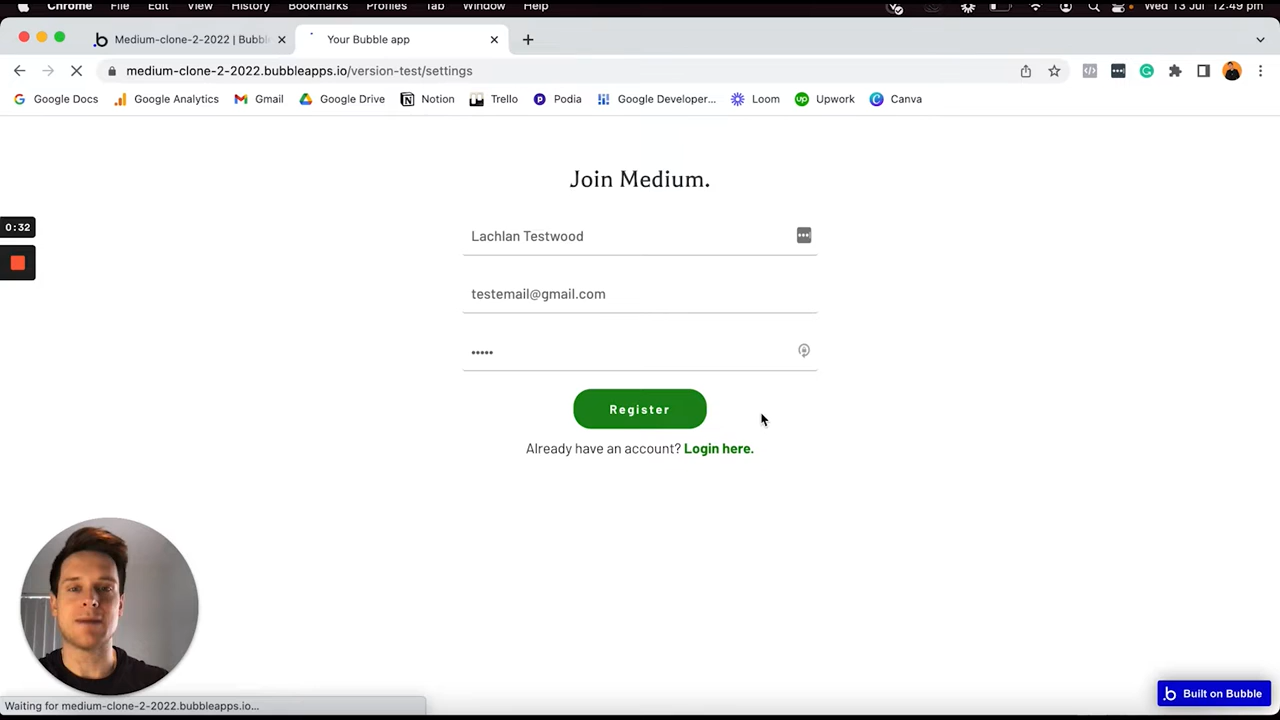 Chrome File Edit View History Bookmarks Profiles Tab Window Help Wed 13 Jul 12:49 pm
Medium-clone-2-2022 | Bubbl
Your Bubble app
medium-clone-2-2022.bubbleapps.io/version-test/settings
Google Docs Google Analytics Gmail Google Drive Notion Trello Podia Google Developer... Loom Upwork Canva
Join Medium.
0:32
Lachlan Testwood
testemail@gmail.com
•••••
Register
Already have an account? Login here.
Built on Bubble
Waiting for medium-clone-2-2022.bubbleapps.io...